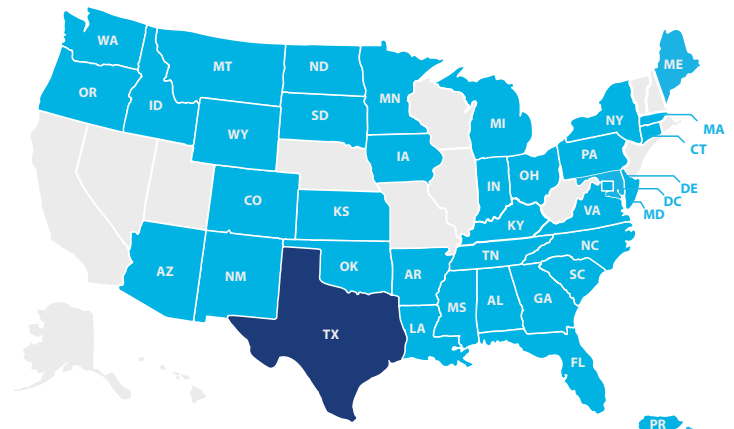 WA
MT
ND
MN
OR
ID
SD
WY
MI
NY
ME
MA
CT
IA
PA
OH
IN
CO
KS
DE
DC
MD
VA
KY
NC
TN
AZ
NM
OK
AR
SC
MS
AL
GA
TX
LA
FL
PR